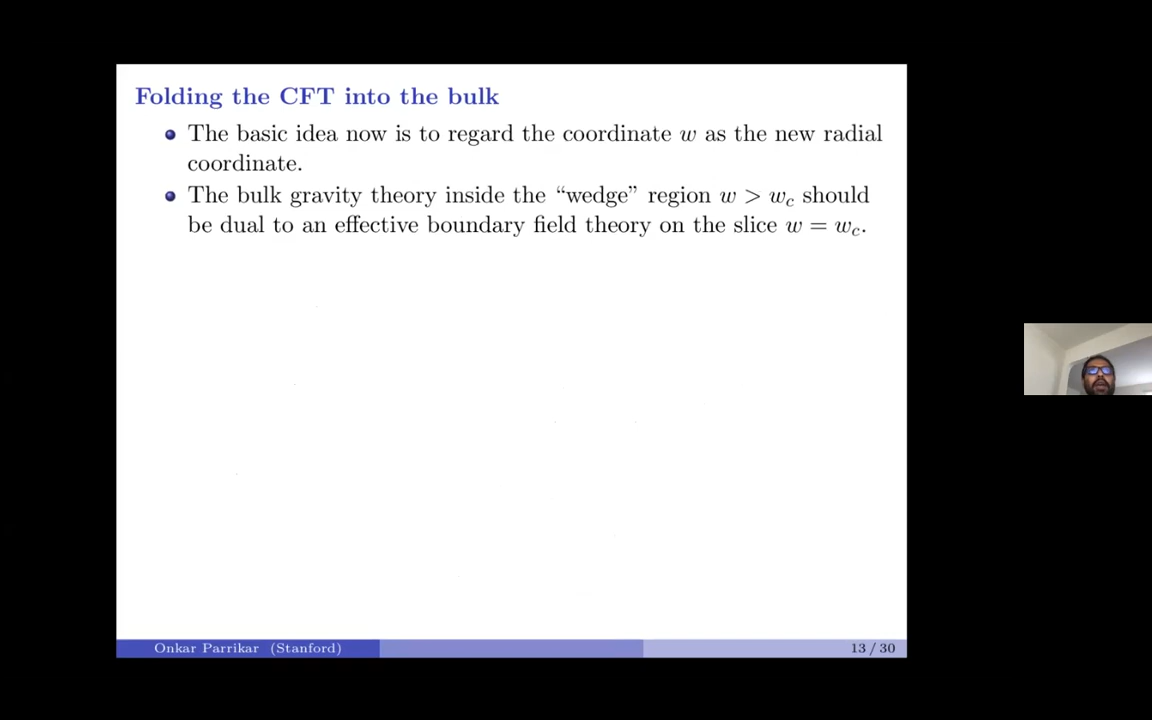 Folding the CFT into the bulk
The basic idea now is to regard the coordinate w as the new radial
coordinate.
The bulk gravity theory inside the “wedge” region w > w_c should
be dual to an effective boundary field theory on the slice w = w_c.
Onkar Parrikar (Stanford)
13 / 30